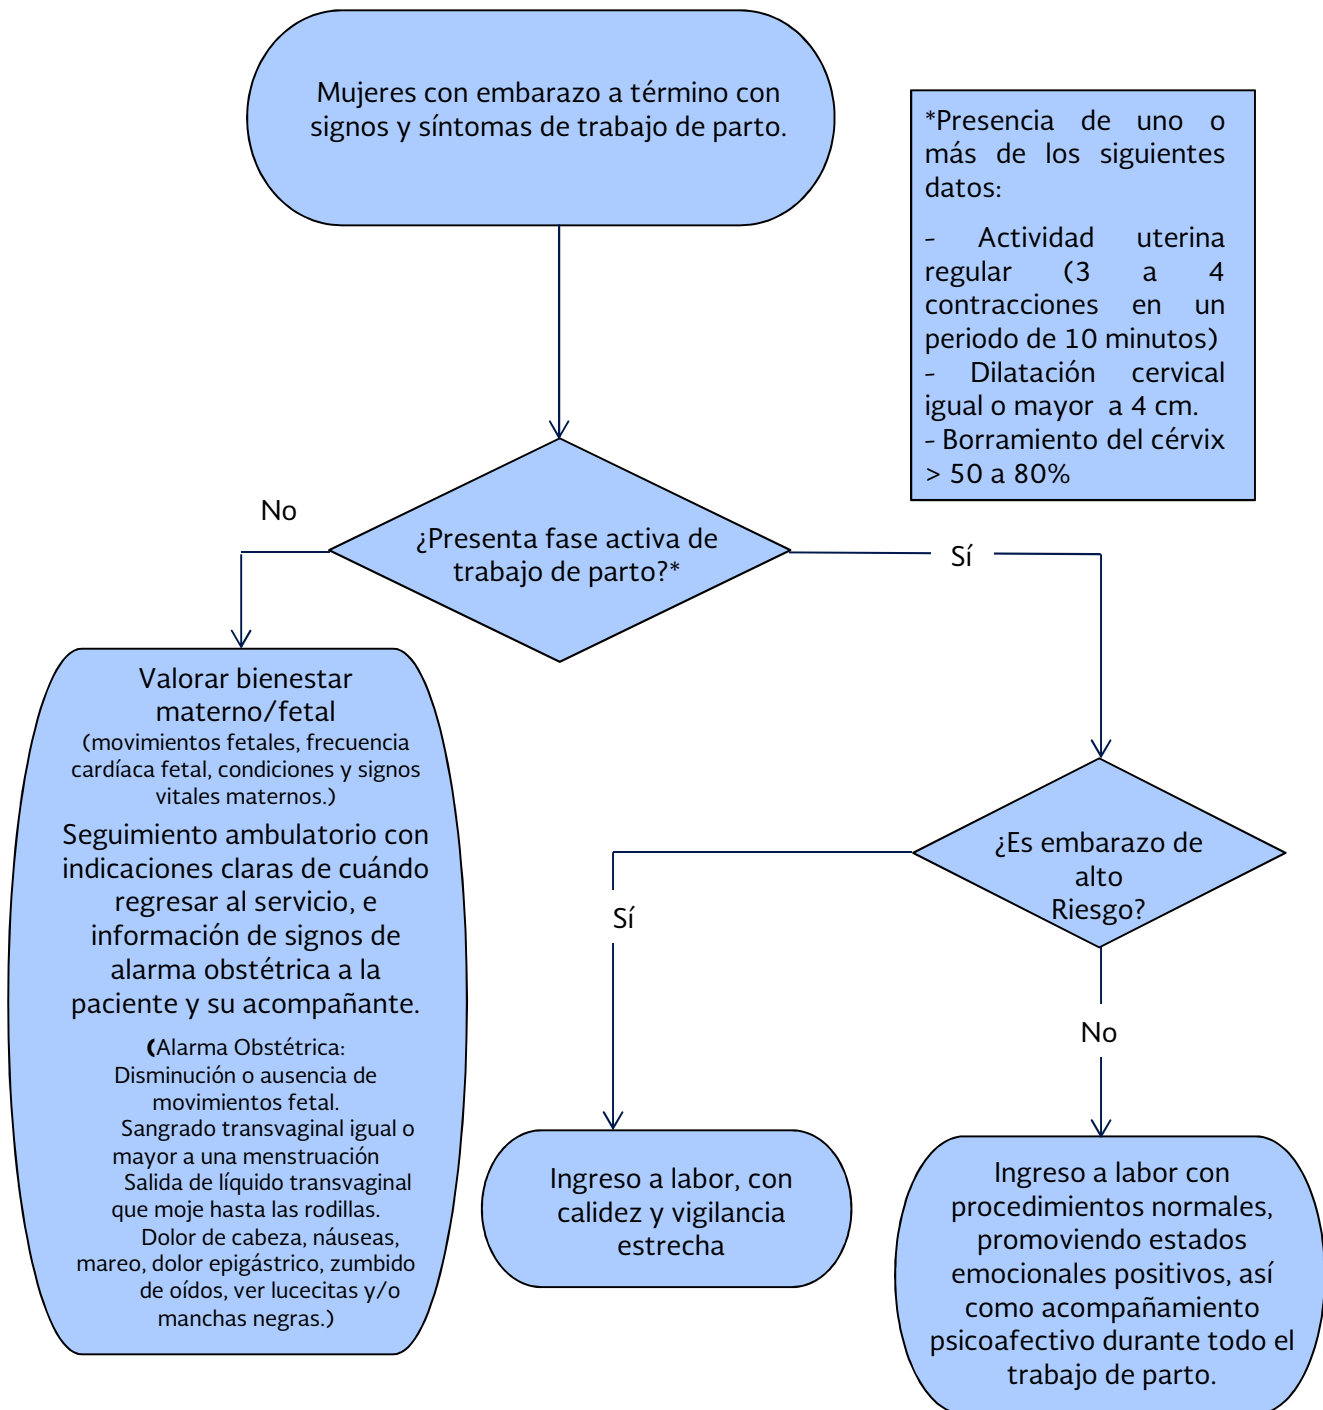 Mujeres con embarazo a término con
signos y síntomas de trabajo de parto.
*Presencia de uno o
más de los siguientes
datos:
- Actividad uterina
regular (3 a 4
contracciones en un
periodo de 10 minutos)
- Dilatación cervical
igual o mayor a 4 cm.
- Borramiento del cérvix
> 50 a 80%
No
¿Presenta fase activa de
trabajo de parto?*
Sí
Valorar bienestar
materno/fetal
(movimientos fetales, frecuencia
cardíaca fetal, condiciones y signos
vitales maternos.)
Seguimiento ambulatorio con
indicaciones claras de cuándo
regresar al servicio, e
información de signos de
alarma obstétrica a la
paciente y su acompañante.
(Alarma Obstétrica:
Disminución o ausencia de
movimientos fetal.
Sangrado transvaginal igual o
mayor a una menstruación
Salida de líquido transvaginal
que moje hasta las rodillas.
Dolor de cabeza, náuseas,
mareo, dolor epigástrico, zumbido
de oídos, ver lucecitas y/o
manchas negras.)
¿Es embarazo de
alto
Riesgo?
Sí
No
Ingreso a labor, con
calidez y vigilancia
estrecha
Ingreso a labor con
procedimientos normales,
promoviendo estados
emocionales positivos, así
como acompañamiento
psicoafectivo durante todo el
trabajo de parto.